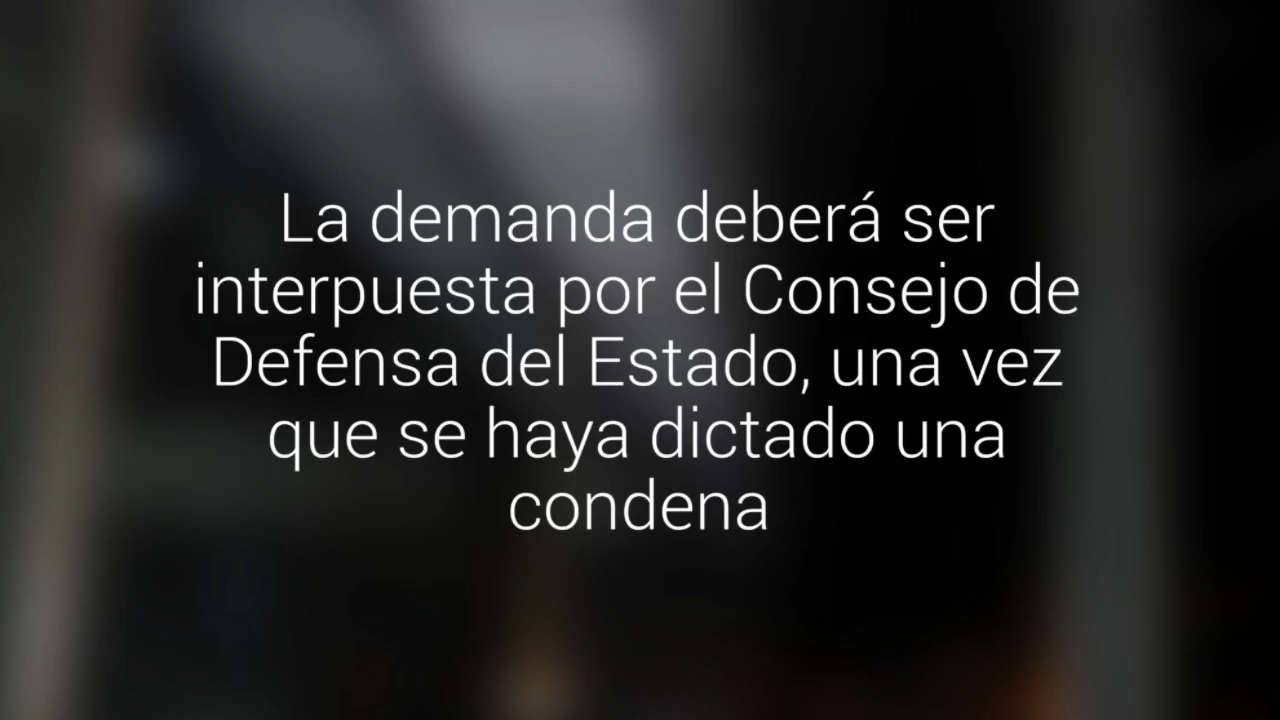 La demanda deberá ser
interpuesta por el Consejo de
Defensa del Estado, una vez
que se haya dictado una
condena